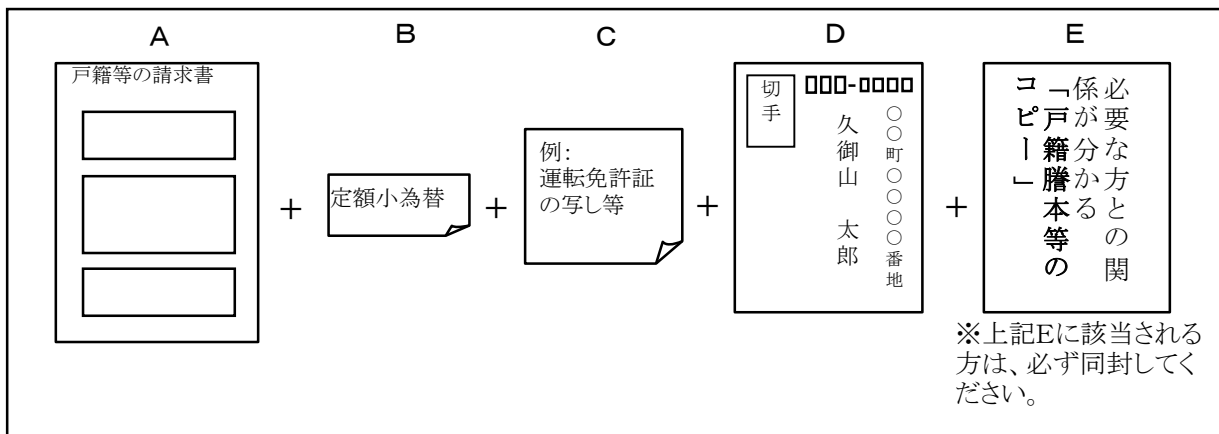 A
B
C
D
E
戸籍等の請求書
+
定額小為替
+
例:
運転免許証
の写し等
+
切手
▯▯▯-▯▯▯▯
○○町○○○○番地
久御山 太郎
+
必要な方との関
係が分かる
「戸籍謄本等の
コピー」
※上記Eに該当される
方は、必ず同封してく
ださい。